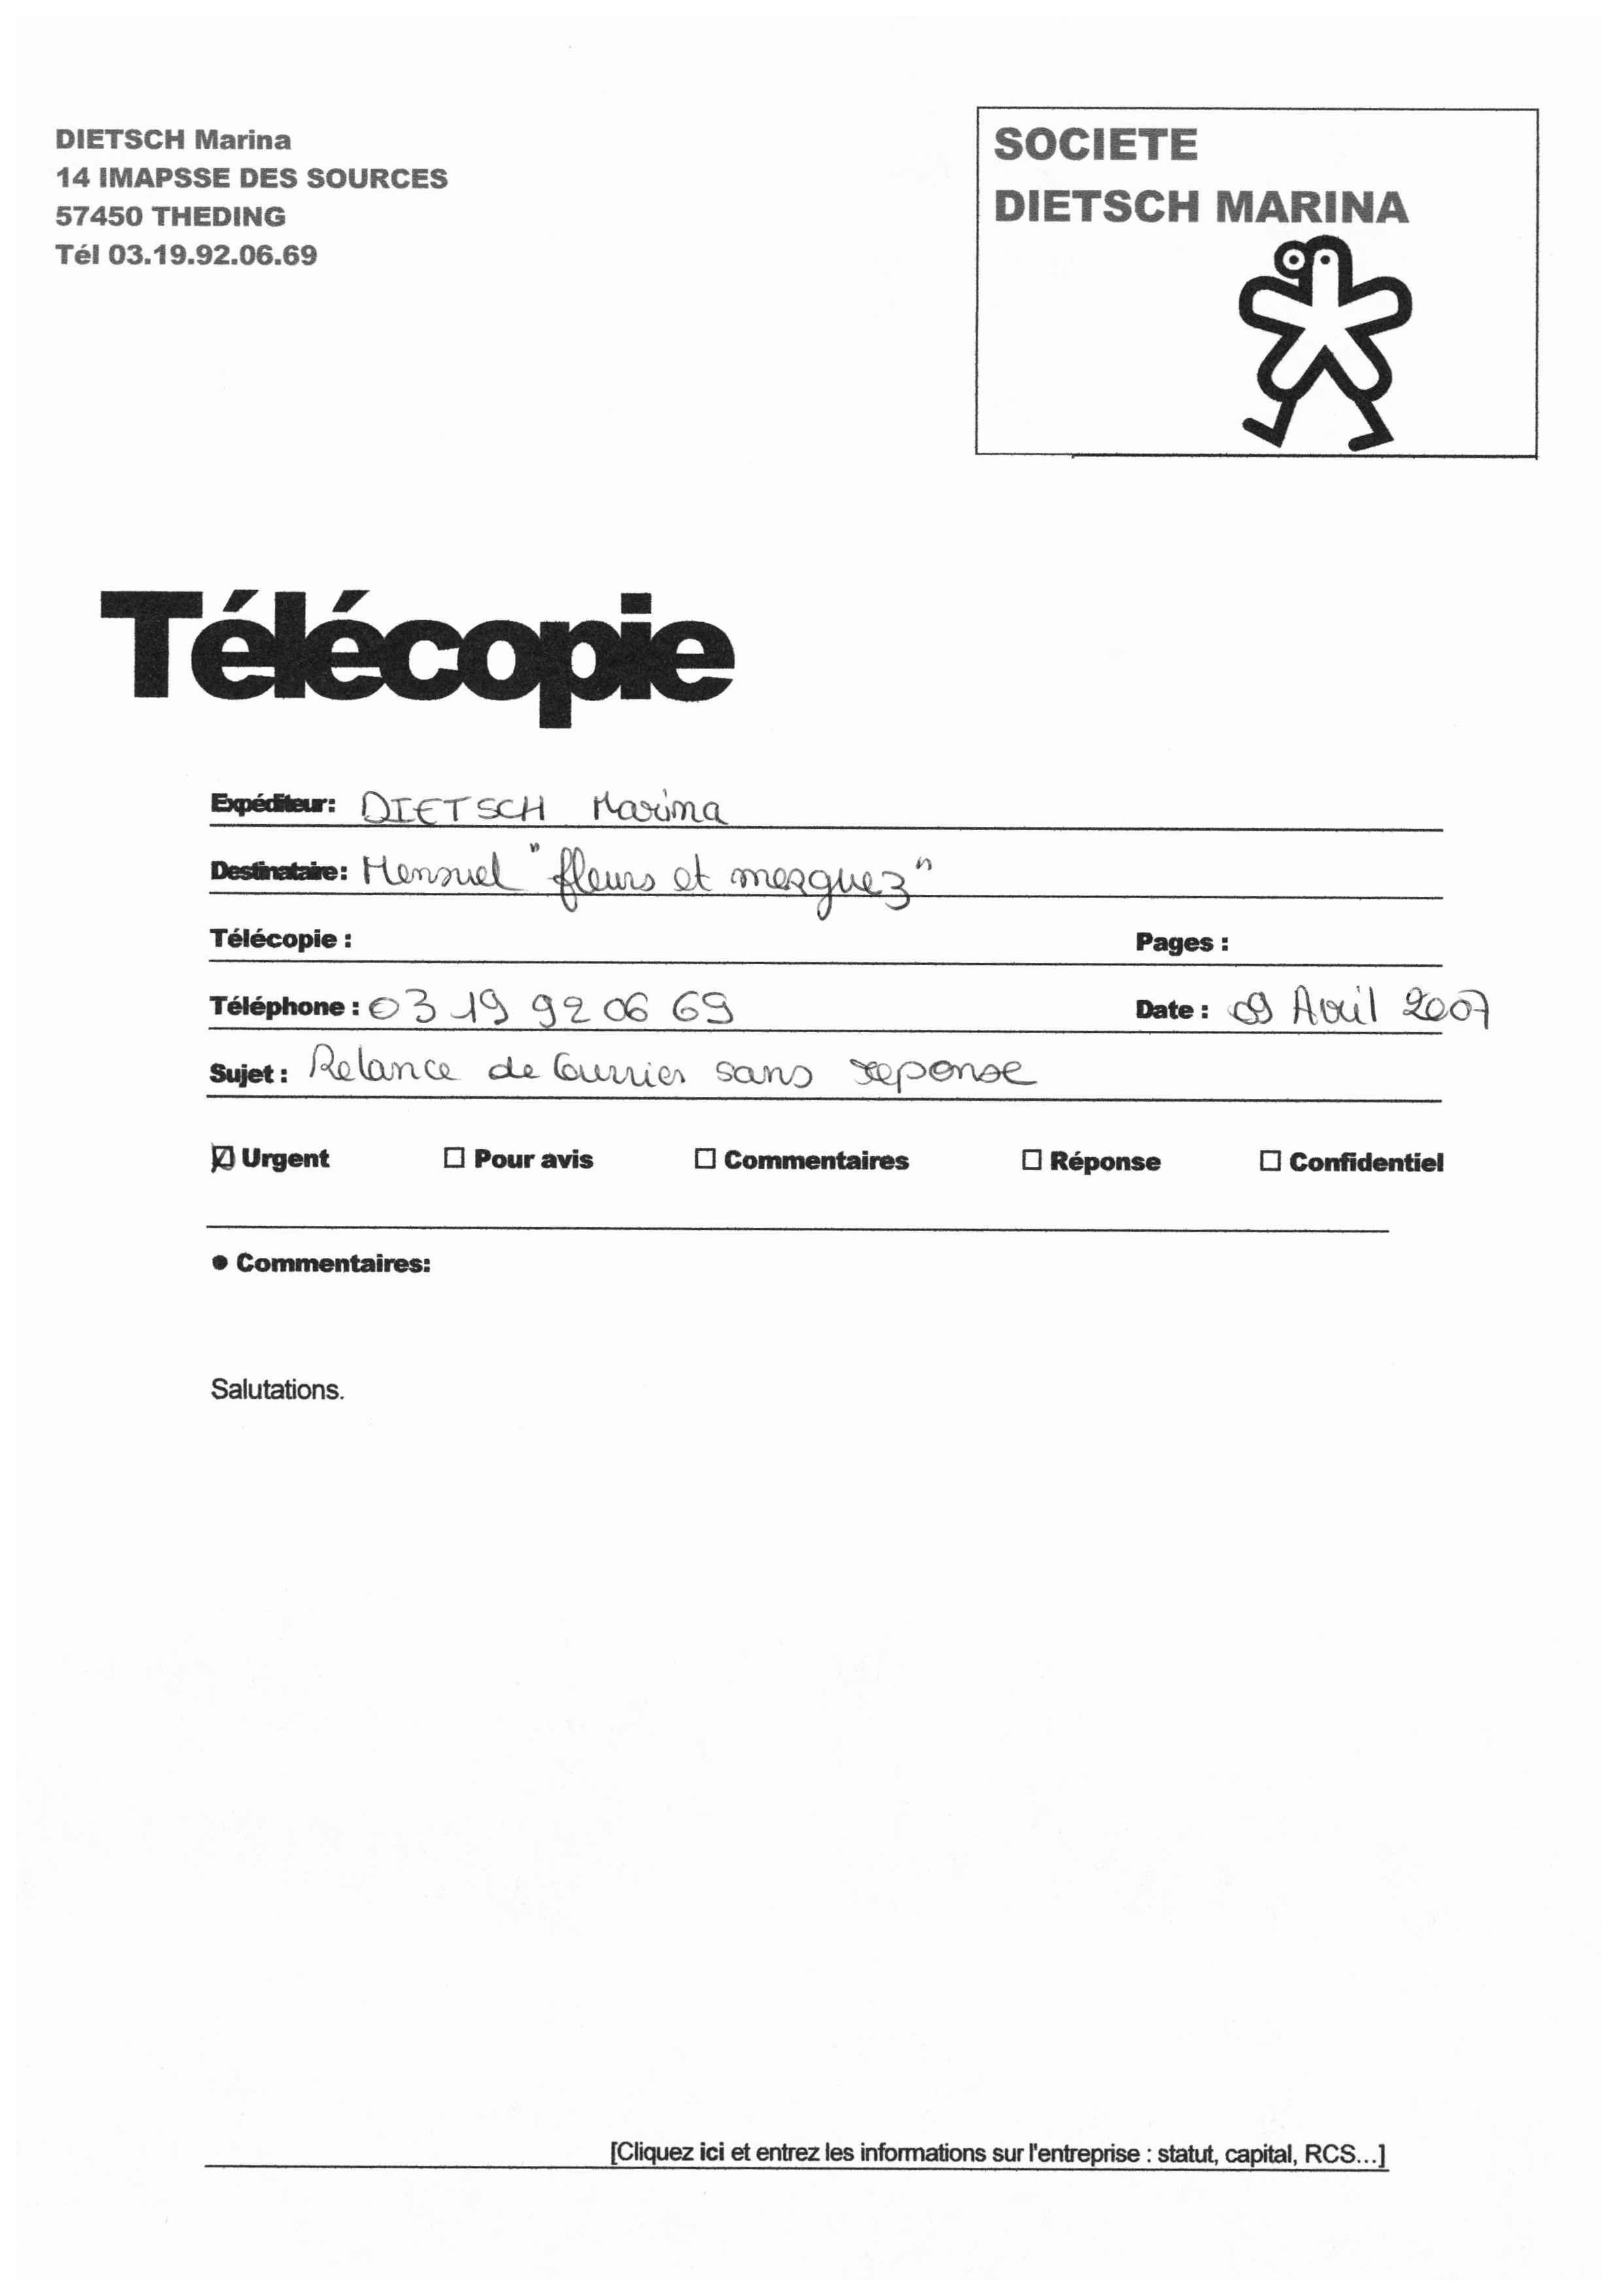 DIETSCH Marina
14 IMAPSSE DES SOURCES
57450 THEDING
Tél 03.19.92.06.69
SOCIETE
DIETSCH MARINA
Télécopie
Expéditeur: DIETSCH Marina
Destinataire: Mensuel "fleurs et merguez"
Télécopie : Pages :
Téléphone : 03 19 92 06 69 Date : 09 Avril 2007
Sujet : Relance de Courrier sans reponse
Urgent Pour avis Commentaires Réponse Confidentiel
• Commentaires:
Salutations.
[Cliquez ici et entrez les informations sur l'entreprise : statut, capital, RCS...]